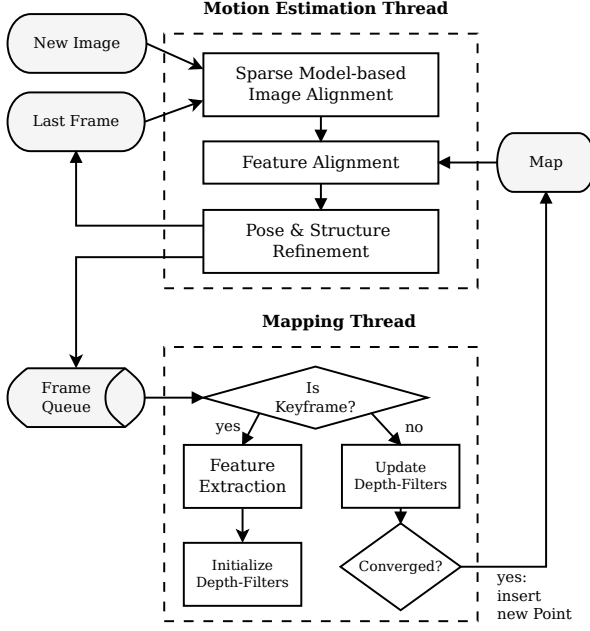 Motion Estimation Thread
New Image
Sparse Model-based
Image Alignment
Last Frame
Feature Alignment
Map
Pose & Structure
Refinement
Mapping Thread
Frame
Queue
Is
Keyframe?
yes
no
Feature
Extraction
Update
Depth-Filters
Initialize
Depth-Filters
Converged?
yes:
insert
new Point